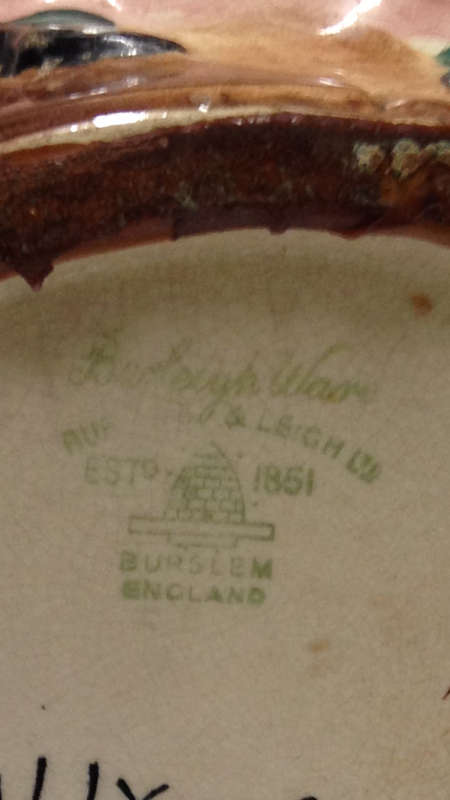 Burleigh Ware
& LEIGH LTD
ESTD 1851
BURSLEM
ENGLAND